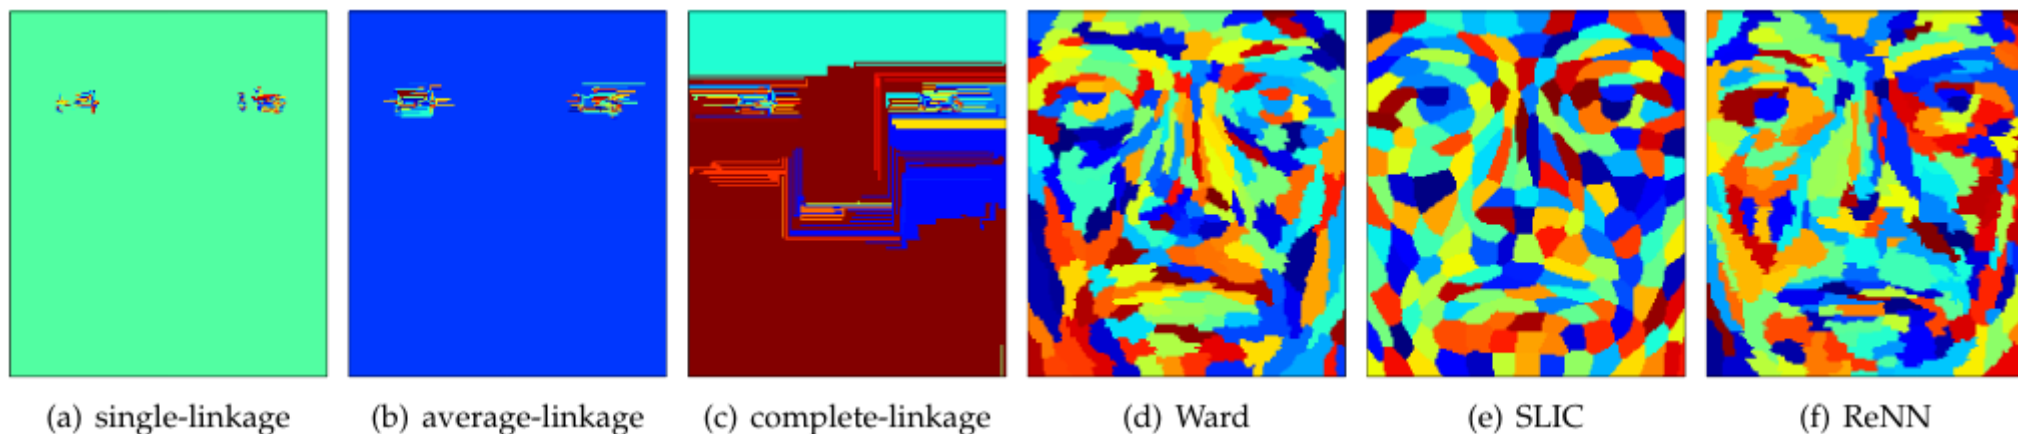 (a) single-linkage
(b) average-linkage
(c) complete-linkage
(d) Ward
(e) SLIC
(f) ReNN